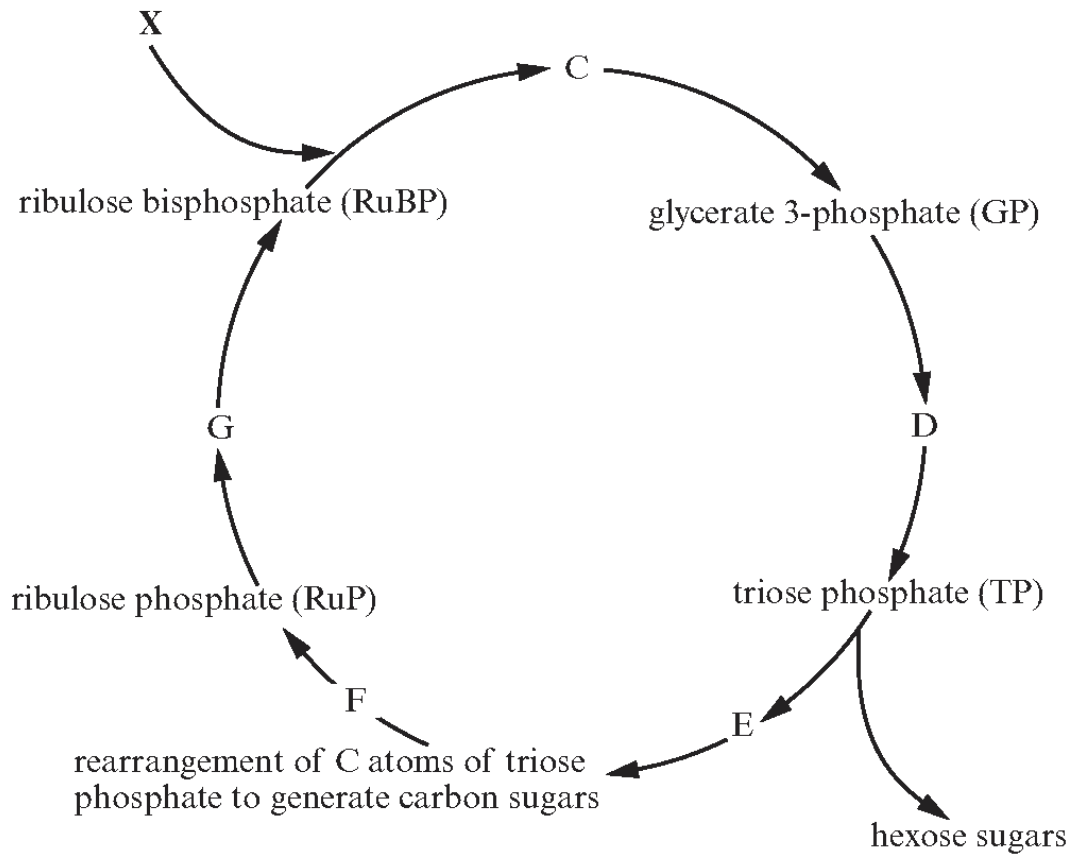 X
C
ribulose bisphosphate (RuBP)
glycerate 3-phosphate (GP)
G
D
ribulose phosphate (RuP)
triose phosphate (TP)
F
E
rearrangement of C atoms of triose
phosphate to generate carbon sugars
hexose sugars